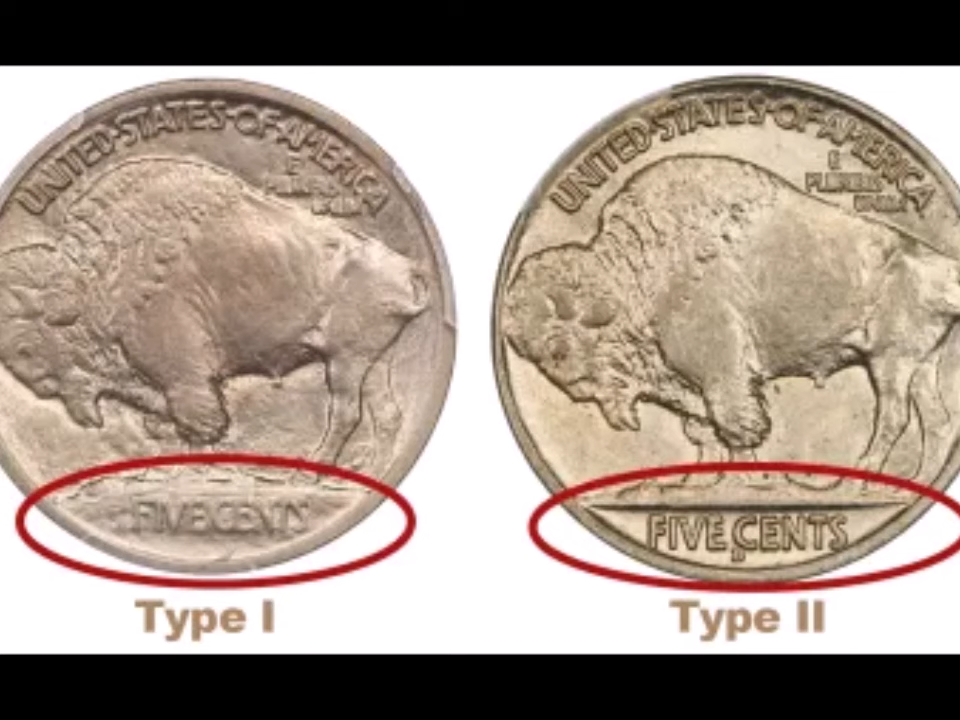 UNITED·STATES·OF·AMERICA
E
PLURIBUS
UNUM
FIVE CENTS
Type I
UNITED·STATES·OF·AMERICA
E
PLURIBUS
UNUM
FIVE CENTS
D
Type II